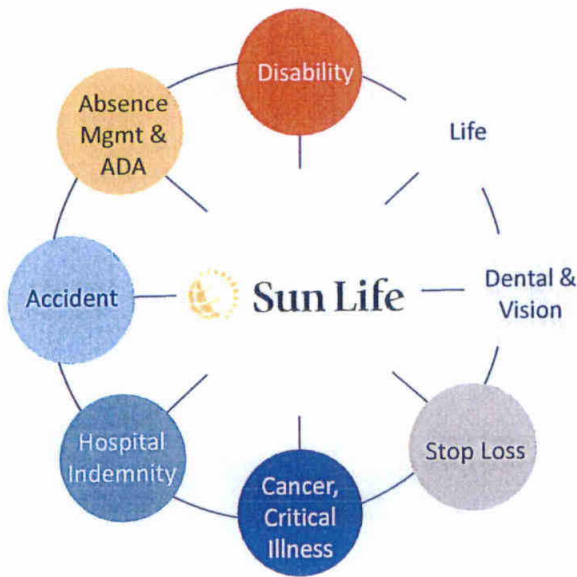 Disability
Life
Dental &
Vision
Stop Loss
Cancer,
Critical
Illness
Hospital
Indemnity
Accident
Absence
Mgmt &
ADA
Sun Life